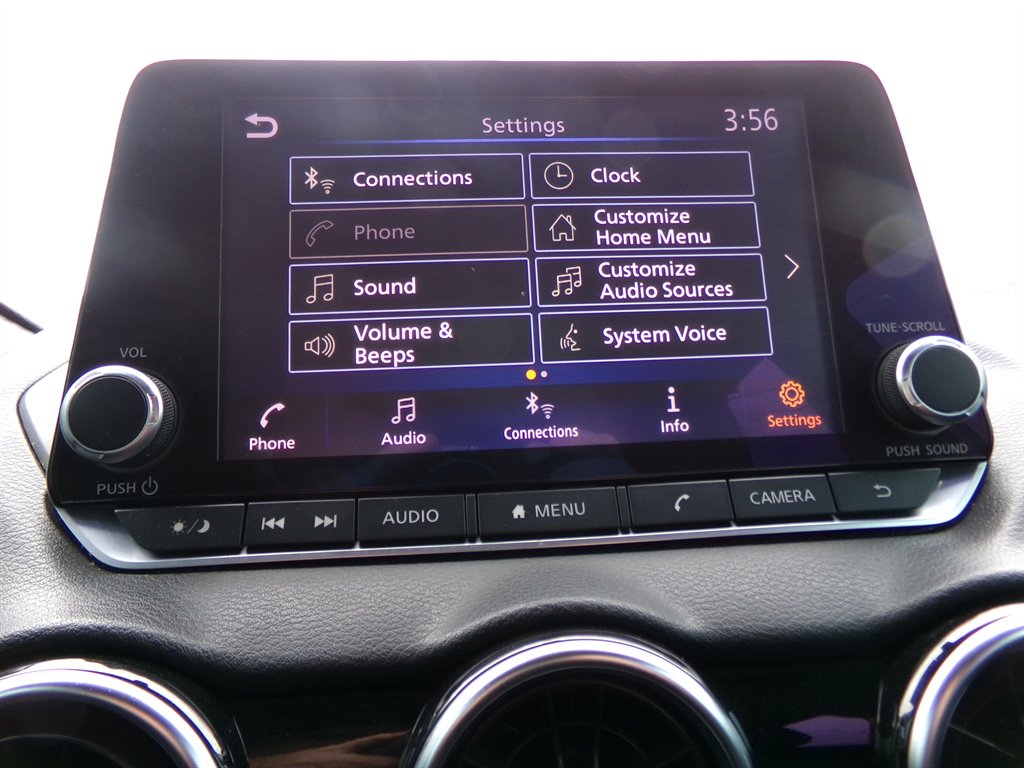 Settings
3:56
Connections
Clock
Phone
Customize
Home Menu
Sound
Customize
Audio Sources
Volume &
Beeps
System Voice
Phone
Audio
Connections
Info
Settings
VOL
PUSH
TUNE·SCROLL
PUSH SOUND
AUDIO
MENU
CAMERA